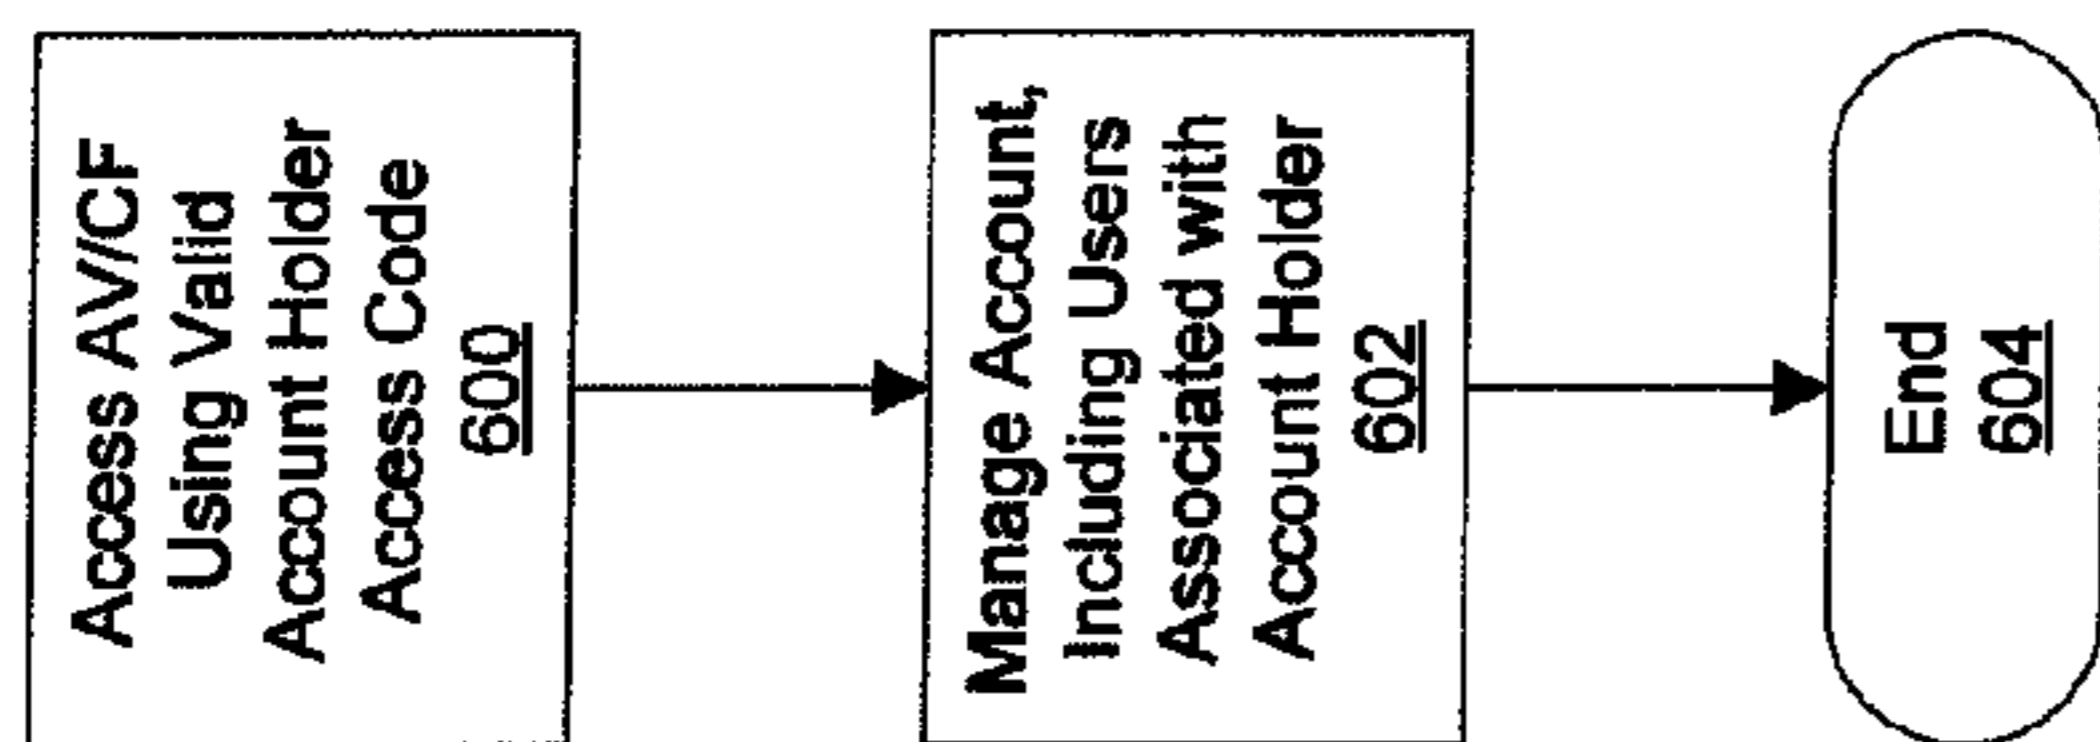 Access AV/CF
Using Valid
Account Holder
Access Code
600
Manage Account,
Including Users
Associated with
Account Holder
602
End
604